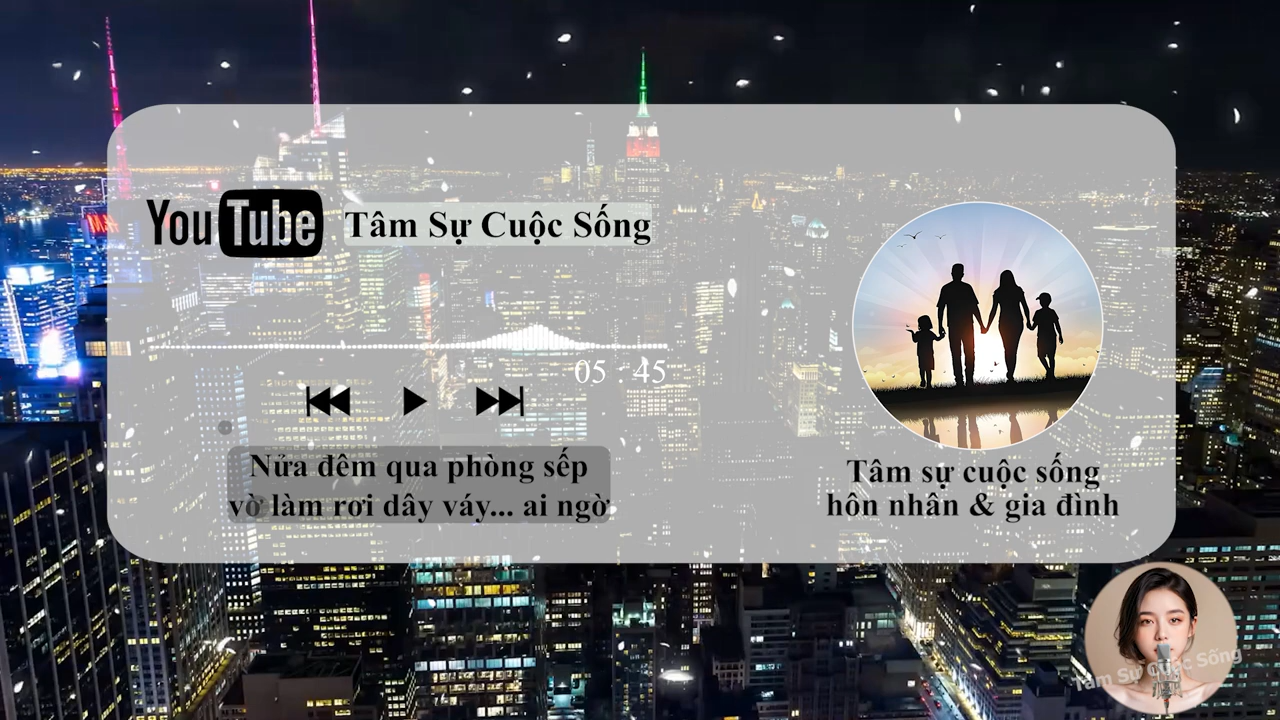 YouTube
Tâm Sự Cuộc Sống
05 : 45
Nửa đêm qua phòng sếp
vờ làm rơi dây váy... ai ngờ
Tâm sự cuộc sống
hôn nhân & gia đình
Tâm Sự Cuộc Sống